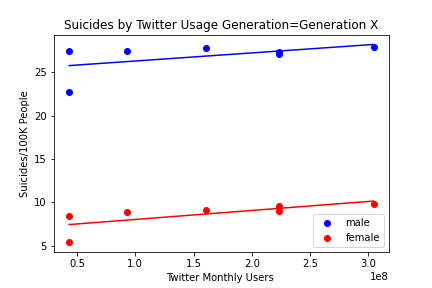 Suicides by Twitter Usage Generation=Generation X
Suicides/100K People
25
20
15
10
5
male
female
0.5 1.0 1.5 2.0 2.5 3.0
1e8
Twitter Monthly Users